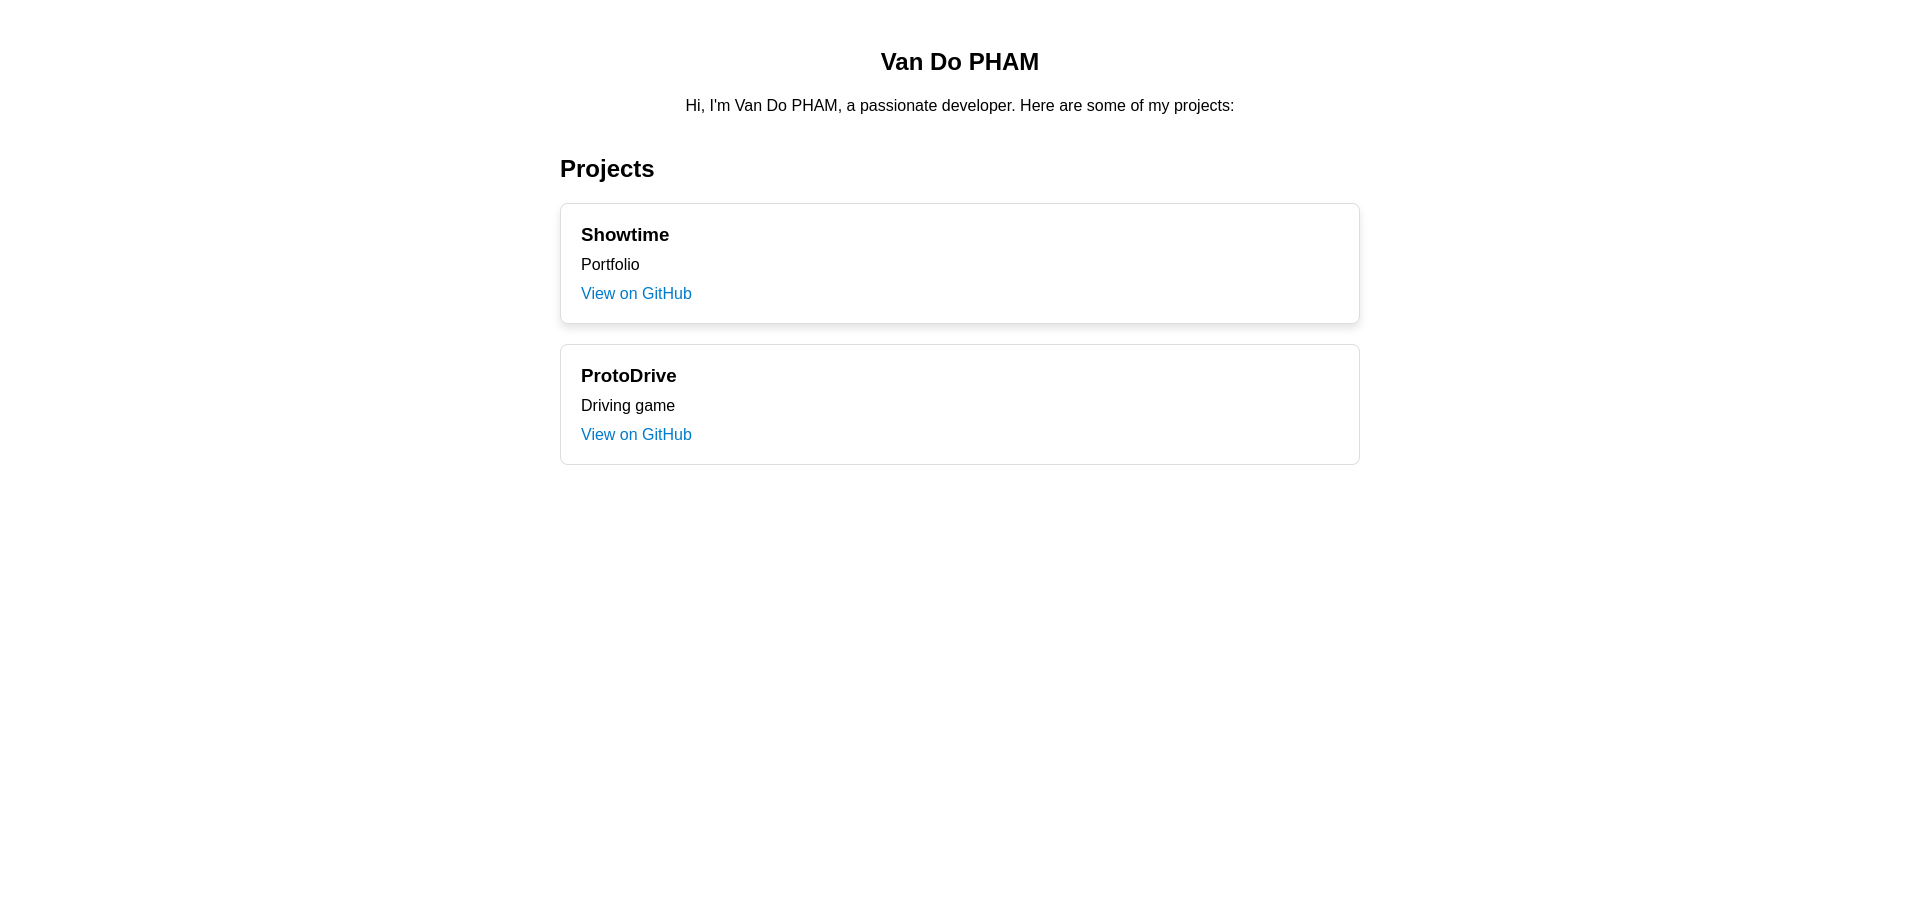 Van Do PHAM
Hi, I'm Van Do PHAM, a passionate developer. Here are some of my projects:
Projects
Showtime
Portfolio
View on GitHub
ProtoDrive
Driving game
View on GitHub